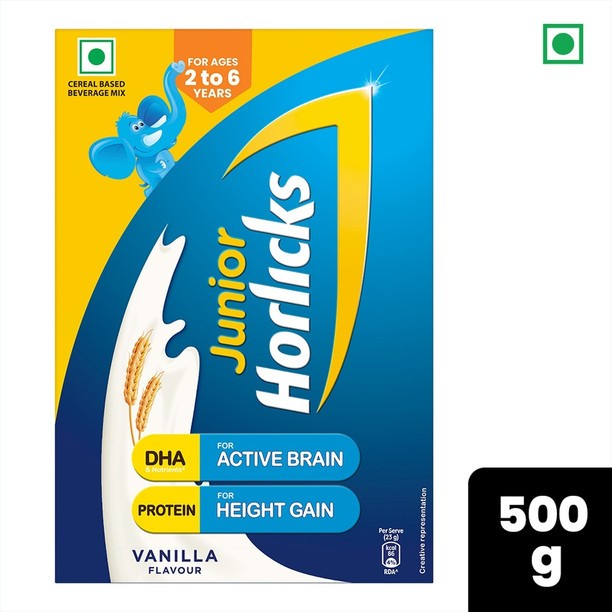 CEREAL BASED
BEVERAGE MIX
FOR AGES
2 to 6
YEARS
Junior
Horlicks
DHA
& Nutrients*
FOR
ACTIVE BRAIN
PROTEIN
FOR
HEIGHT GAIN
VANILLA
FLAVOUR
Per Serve
(23 g)
kcal
86
4%
RDA^
Creative representation
500
g